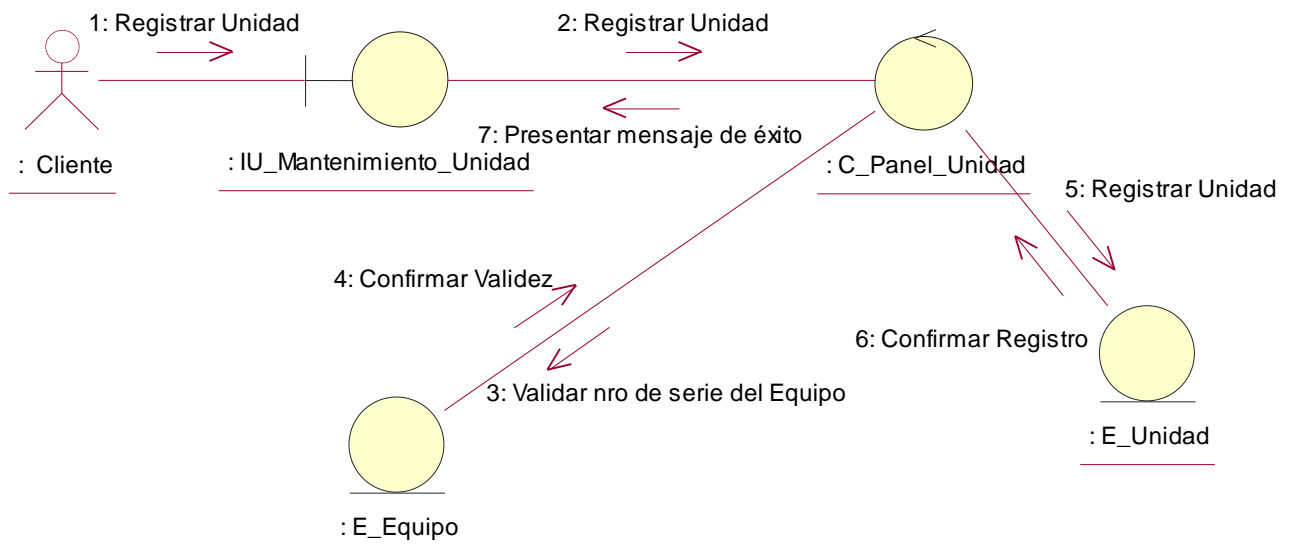 1: Registrar Unidad
2: Registrar Unidad
7: Presentar mensaje de éxito
: Cliente
: IU_Mantenimiento_Unidad
: C_Panel_Unidad
5: Registrar Unidad
4: Confirmar Validez
6: Confirmar Registro
3: Validar nro de serie del Equipo
: E_Unidad
: E_Equipo